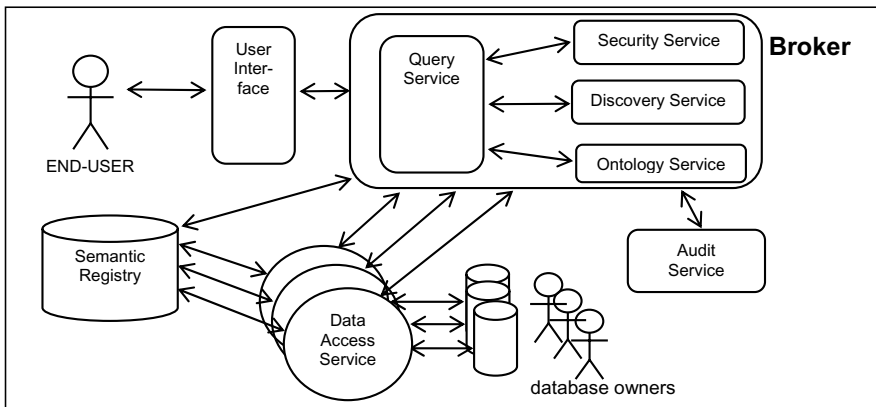 User
Inter-
face
Query
Service
Security Service
Broker
Discovery Service
Ontology Service
END-USER
Semantic
Registry
Audit
Service
Data
Access
Service
database owners